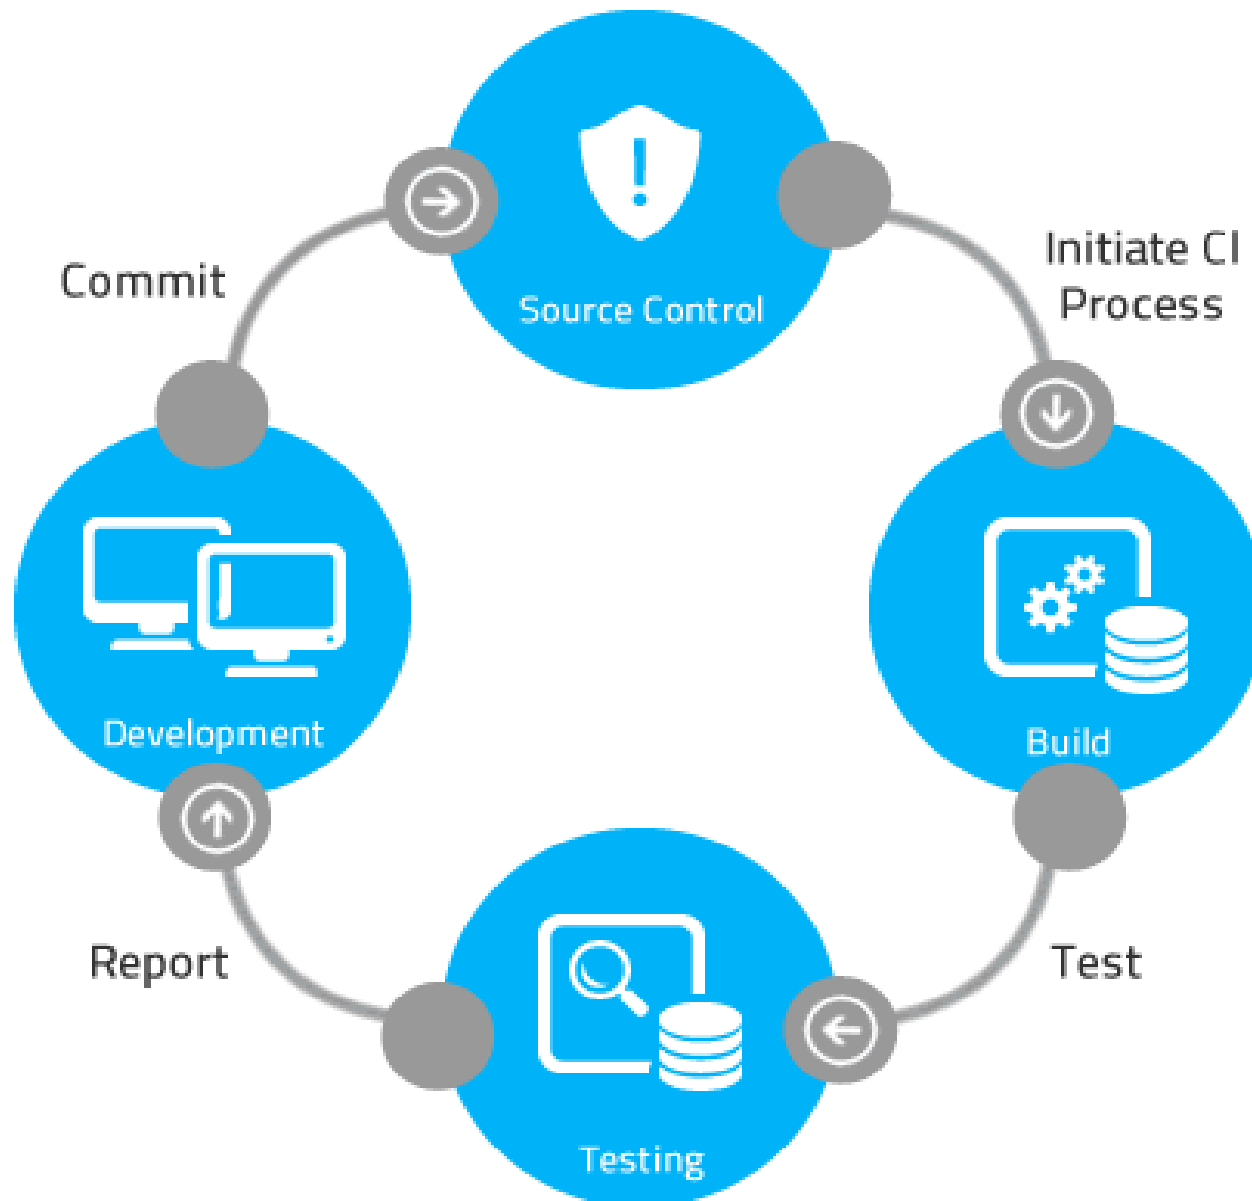 Source Control
Commit
Initiate CI
Process
Development
Build
Report
Test
Testing